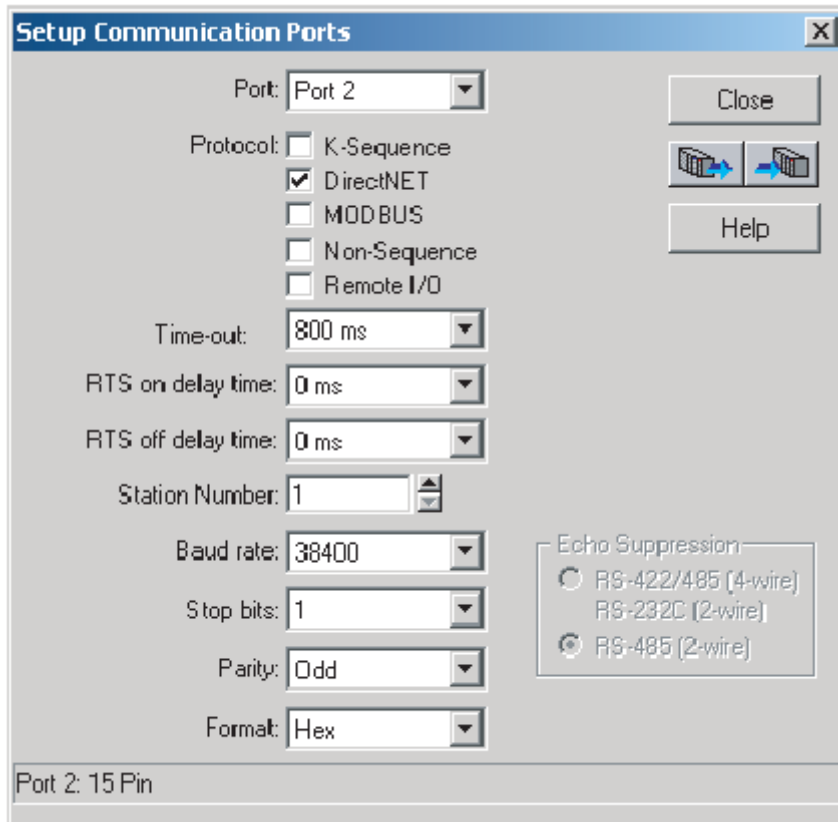 Setup Communication Ports
Port: Port 2
Close
Protocol: K-Sequence
DirectNET
MODBUS
Help
Non-Sequence
Remote I/O
Time-out: 800 ms
RTS on delay time: 0 ms
RTS off delay time: 0 ms
Station Number: 1
Baud rate: 38400
Echo Suppression
RS-422/485 (4-wire)
RS-232C (2-wire)
RS-485 (2-wire)
Stop bits: 1
Parity: Odd
Format: Hex
Port 2: 15 Pin